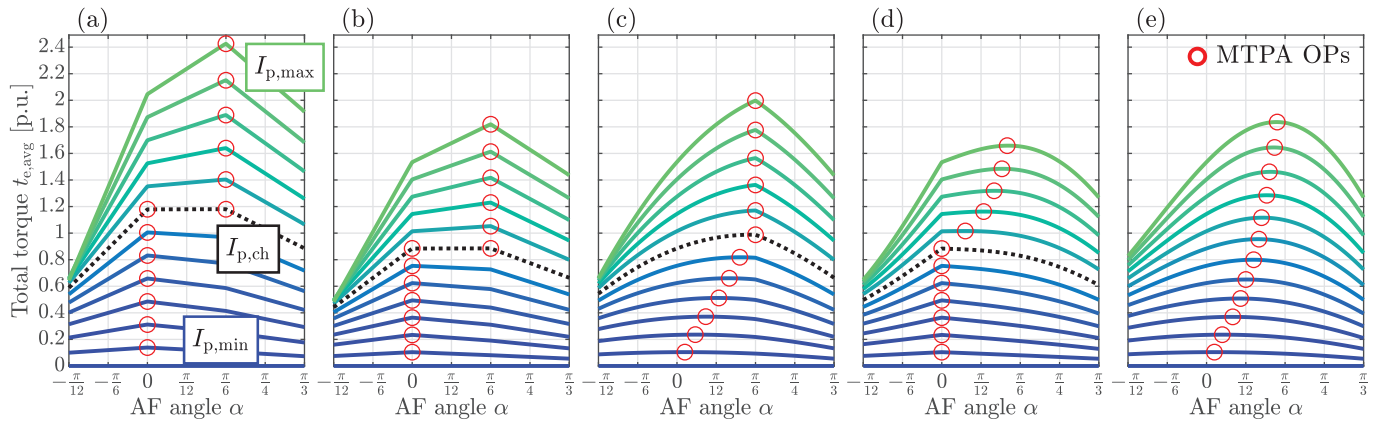 (a) (b) (c) (d) (e)
Total torque t_e,avg [p.u.]
2.4
2.2
2
1.8
1.6
1.4
1.2
1
0.8
0.6
0.4
0.2
0
I_p,max
I_p,ch
I_p,min
MTPA OPs
−π/12 −π/6 0 π/12 π/6 π/4 π/3
−π/12 −π/6 0 π/12 π/6 π/4 π/3
−π/12 −π/6 0 π/12 π/6 π/4 π/3
−π/12 −π/6 0 π/12 π/6 π/4 π/3
−π/12 −π/6 0 π/12 π/6 π/4 π/3
AF angle α
AF angle α
AF angle α
AF angle α
AF angle α